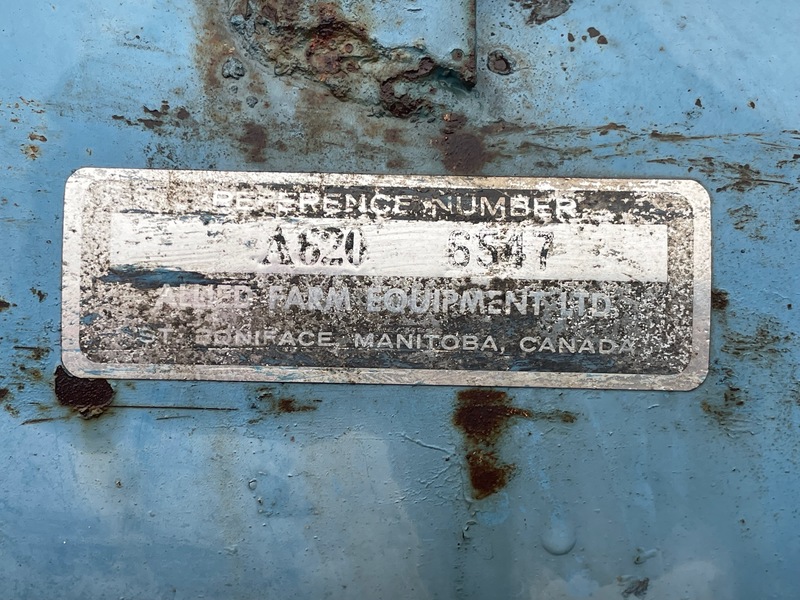 REFERENCE NUMBER
A620 6547
ALLIED FARM EQUIPMENT LTD.
ST. BONIFACE, MANITOBA, CANADA